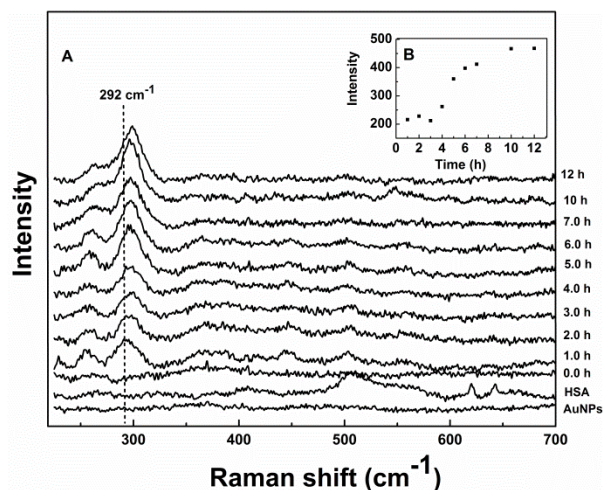 A
292 cm-1
B
Intensity
500
400
300
200
0 2 4 6 8 10 12
Time (h)
Intensity
12 h
10 h
7.0 h
6.0 h
5.0 h
4.0 h
3.0 h
2.0 h
1.0 h
0.0 h
HSA
AuNPs
300 400 500 600 700
Raman shift (cm-1)